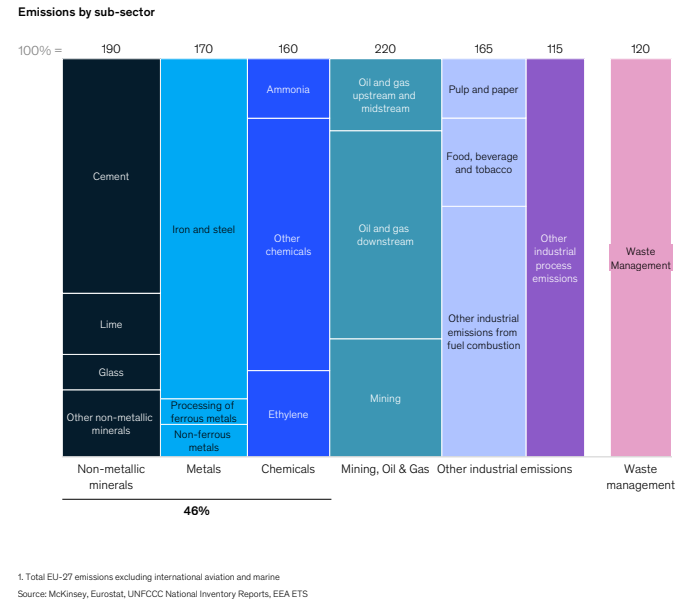 Emissions by sub-sector
100% =
190
170
160
220
165
115
120
Cement
Lime
Glass
Other non-metallic
minerals
Iron and steel
Processing of
ferrous metals
Non-ferrous
metals
Ammonia
Other
chemicals
Ethylene
Oil and gas
upstream and
midstream
Oil and gas
downstream
Mining
Pulp and paper
Food, beverage
and tobacco
Other industrial
emissions from
fuel combustion
Other
industrial
process
emissions
Waste
Management
Non-metallic
minerals
Metals
Chemicals
Mining, Oil & Gas
Other industrial emissions
Waste
management
46%
1. Total EU-27 emissions excluding international aviation and marine
Source: McKinsey, Eurostat, UNFCCC National Inventory Reports, EEA ETS